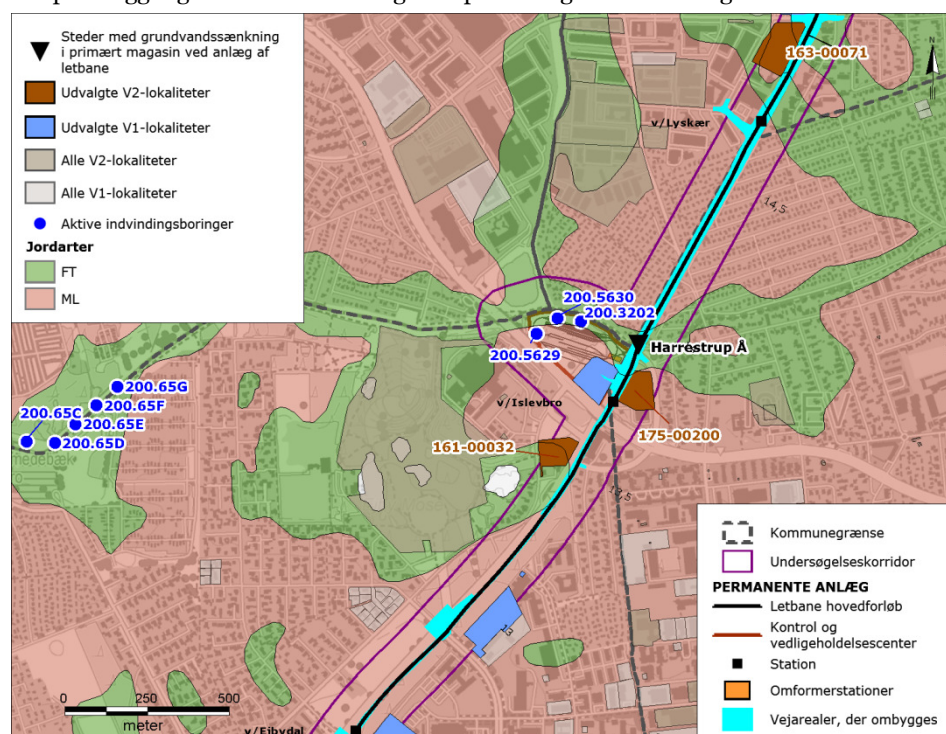 Steder med grundvandssænkning
i primært magasin ved anlæg af
letbane
Udvalgte V2-lokaliteter
Udvalgte V1-lokaliteter
Alle V2-lokaliteter
Alle V1-lokaliteter
Aktive indvindingsboringer
Jordarter
FT
ML
163-00071
N
v/Lyskær
14,5
200.5630
200.3202
200.5629
Harrestrup Å
v/Islevbro
175-00200
161-00032
200.65G
200.65F
200.65C
200.65E
200.65D
13,5
13
v/Ejbydal
0 250 500
meter
Kommunegrænse
Undersøgelseskorridor
PERMANENTE ANLÆG
Letbane hovedforløb
Kontrol og
vedligeholdelsescenter
Station
Omformerstationer
Vejarealer, der ombygges